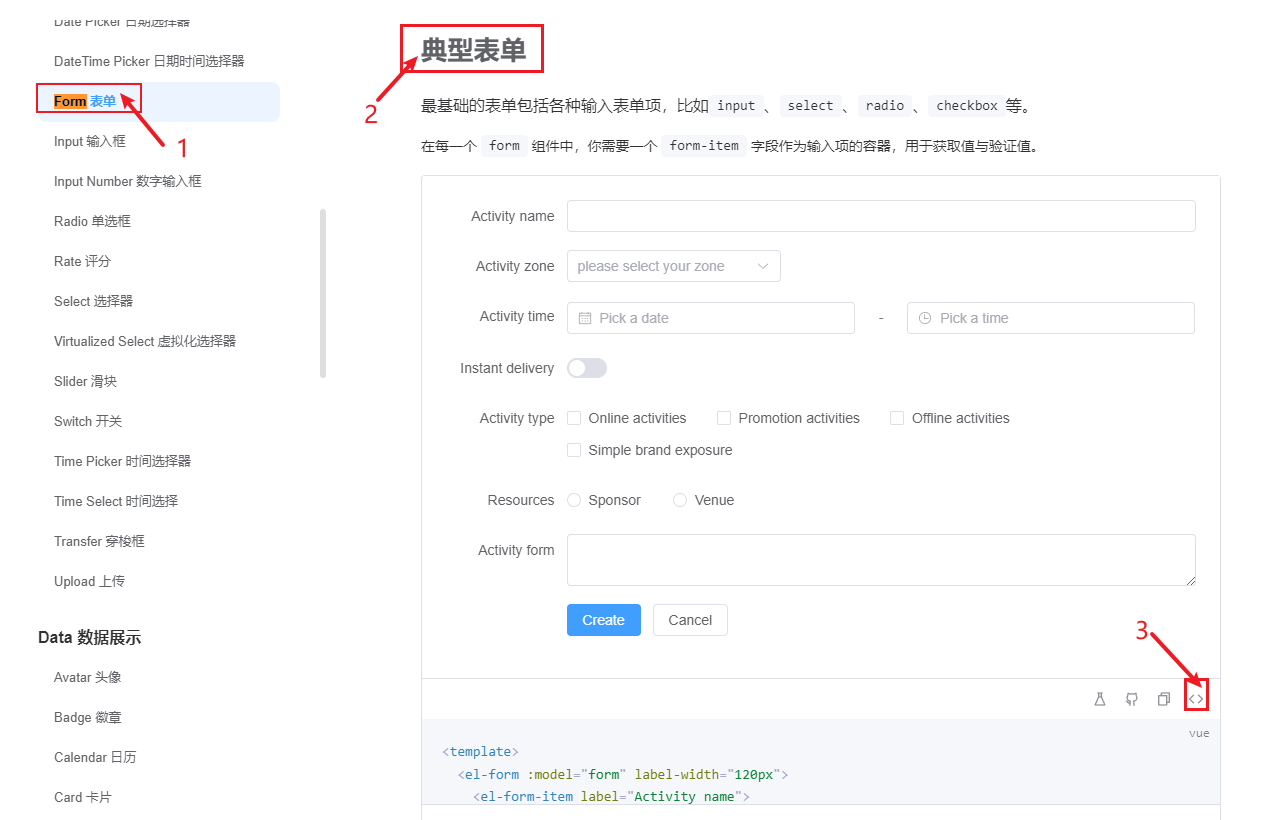 Date Picker 日期选择器
DateTime Picker 日期时间选择器
Form 表单
1
Input 输入框
Input Number 数字输入框
Radio 单选框
Rate 评分
Select 选择器
Virtualized Select 虚拟化选择器
Slider 滑块
Switch 开关
Time Picker 时间选择器
Time Select 时间选择
Transfer 穿梭框
Upload 上传
Data 数据展示
Avatar 头像
Badge 徽章
Calendar 日历
Card 卡片
典型表单
2
最基础的表单包括各种输入表单项，比如 input 、 select 、 radio 、 checkbox 等。
在每一个 form 组件中，你需要一个 form-item 字段作为输入项的容器，用于获取值与验证值。
Activity name
Activity zone please select your zone
Activity time Pick a date - Pick a time
Instant delivery
Activity type Online activities Promotion activities Offline activities
Simple brand exposure
Resources Sponsor Venue
Activity form
Create Cancel
3
<>
vue
<template>
<el-form :model="form" label-width="120px">
<el-form-item label="Activity name">